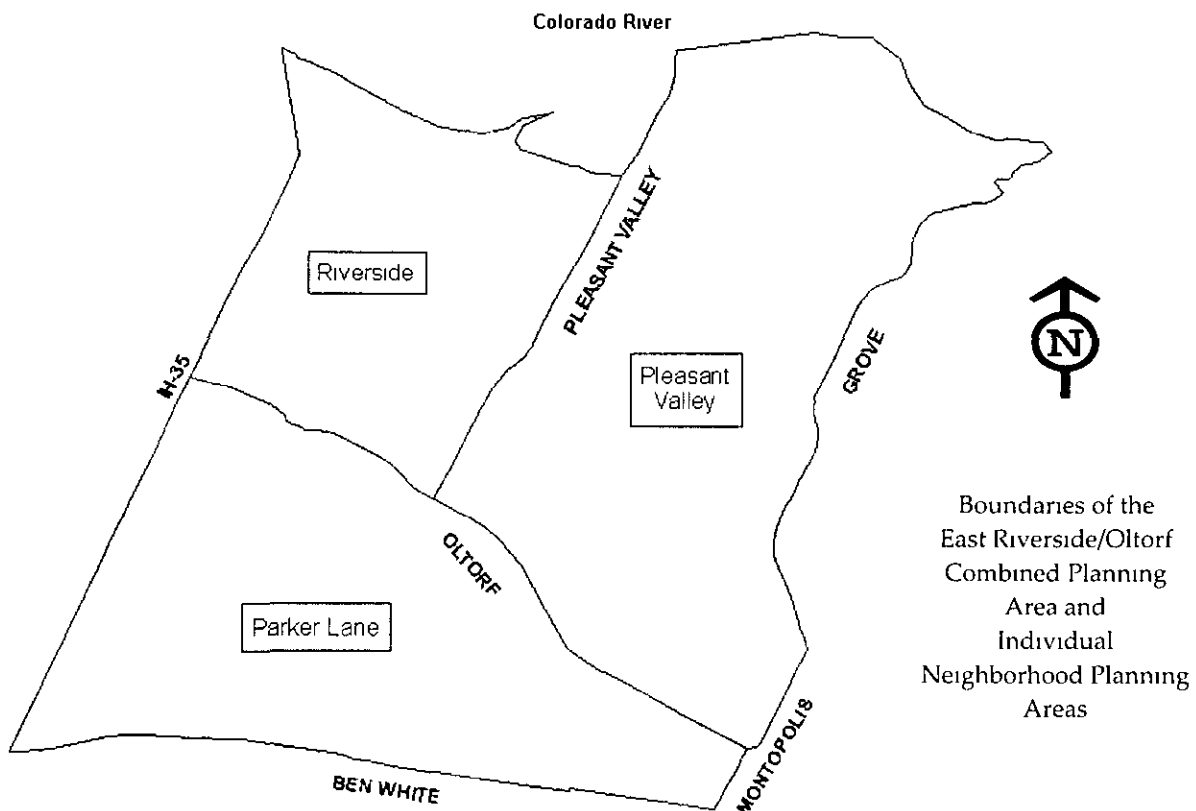 Colorado River
PLEASANT VALLEY
Riverside
N
IH-35
Pleasant
Valley
GROVE
Boundaries of the
East Riverside/Oltorf
Combined Planning
Area and
Individual
Neighborhood Planning
Areas
OLTORF
Parker Lane
MONTOPOLIS
BEN WHITE